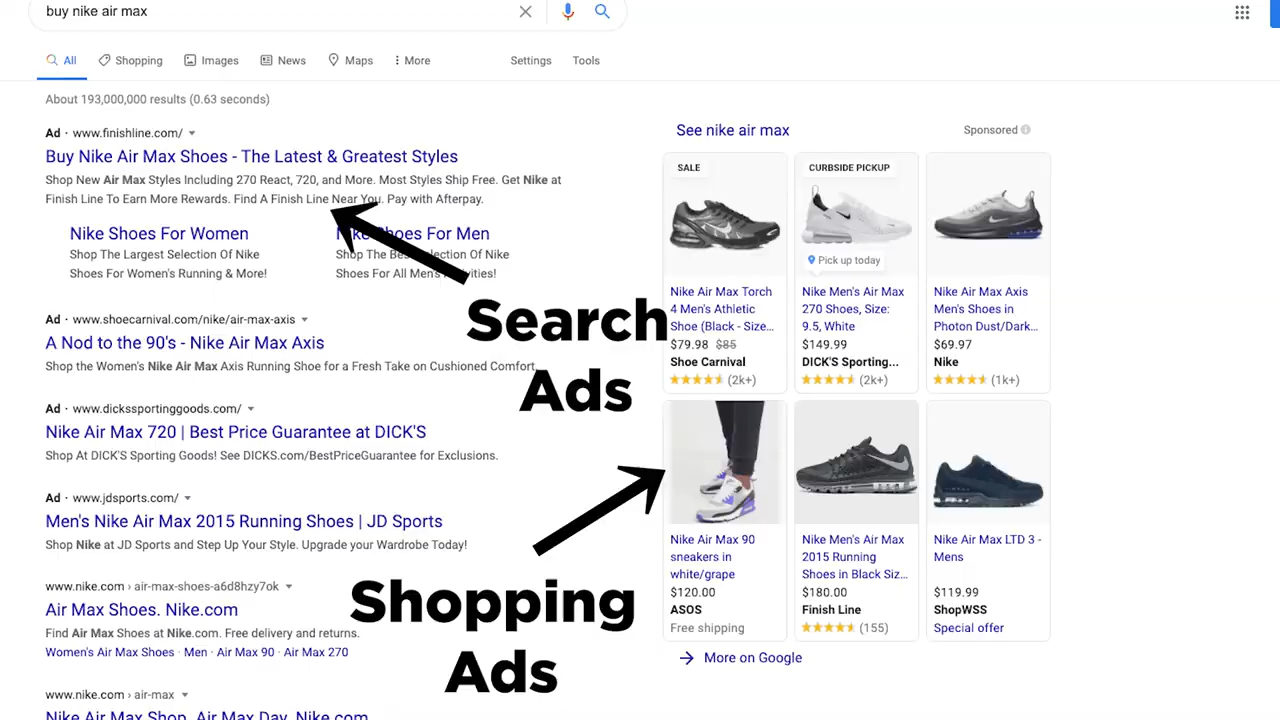 buy nike air max
All
Shopping
Images
News
Maps
More
Settings
Tools
About 193,000,000 results (0.63 seconds)
Ad · www.finishline.com/
Buy Nike Air Max Shoes - The Latest & Greatest Styles
Shop New Air Max Styles Including 270 React, 720, and More. Most Styles Ship Free. Get Nike at
Finish Line To Earn More Rewards. Find A Finish Line Near You. Pay with Afterpay.
Nike Shoes For Women
Shop The Largest Selection Of Nike
Shoes For Women's Running & More!
Shoes For Men
Shop The Selection Of Nike
Shoes For All Men's
Ad · www.shoecarnival.com/nike/air-max-axis
A Nod to the 90's - Nike Air Max Axis
Shop the Women's Nike Air Max Axis Running Shoe for a Fresh Take on Cushioned Comfort.
Ad · www.dickssportinggoods.com/
Nike Air Max 720 | Best Price Guarantee at DICK'S
Shop At DICK'S Sporting Goods! See DICKS.com/BestPriceGuarantee for Exclusions.
Ad · www.jdsports.com/
Men's Nike Air Max 2015 Running Shoes | JD Sports
Shop Nike at JD Sports and Step Up Your Style. Upgrade your Wardrobe Today!
www.nike.com › air-max-shoes-a6d8hzy7ok
Air Max Shoes. Nike.com
Find Air Max Shoes at Nike.com. Free delivery and returns.
Women's Air Max Shoes · Men · Air Max 90 · Air Max 270
www.nike.com › air-max
Nike Air Max Shop. Air Max Day. Nike.com
Search
Ads
Shopping
Ads
See nike air max
Sponsored
SALE
Nike Air Max Torch
4 Men's Athletic
Shoe (Black - Size...
$79.98 $85
Shoe Carnival
(2k+)
CURBSIDE PICKUP
Pick up today
Nike Men's Air Max
270 Shoes, Size:
9.5, White
$149.99
DICK'S Sporting...
(2k+)
Nike Air Max Axis
Men's Shoes in
Photon Dust/Dark...
$69.97
Nike
(1k+)
Nike Air Max 90
sneakers in
white/grape
$120.00
ASOS
Free shipping
Nike Men's Air Max
2015 Running
Shoes in Black Siz...
$180.00
Finish Line
(155)
Nike Air Max LTD 3 -
Mens
$119.99
ShopWSS
Special offer
More on Google